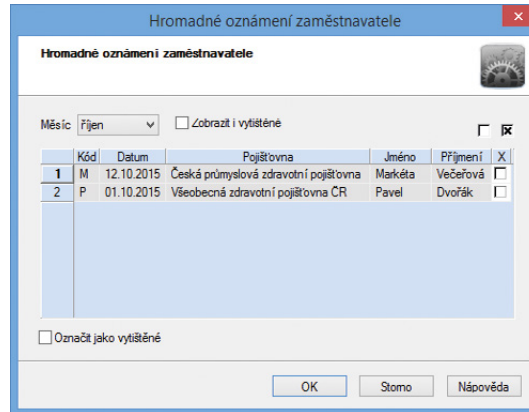 Hromadné oznámení zaměstnavatele
Hromadné oznámení zaměstnavatele
Měsíc říjen Zobrazit i vytištěné
Kód Datum Pojišťovna Jméno Příjmení X
1 M 12.10.2015 Česká průmyslová zdravotní pojišťovna Markéta Večeřová
2 P 01.10.2015 Všeobecná zdravotní pojišťovna ČR Pavel Dvořák
Označit jako vytištěné
OK Storno Nápověda